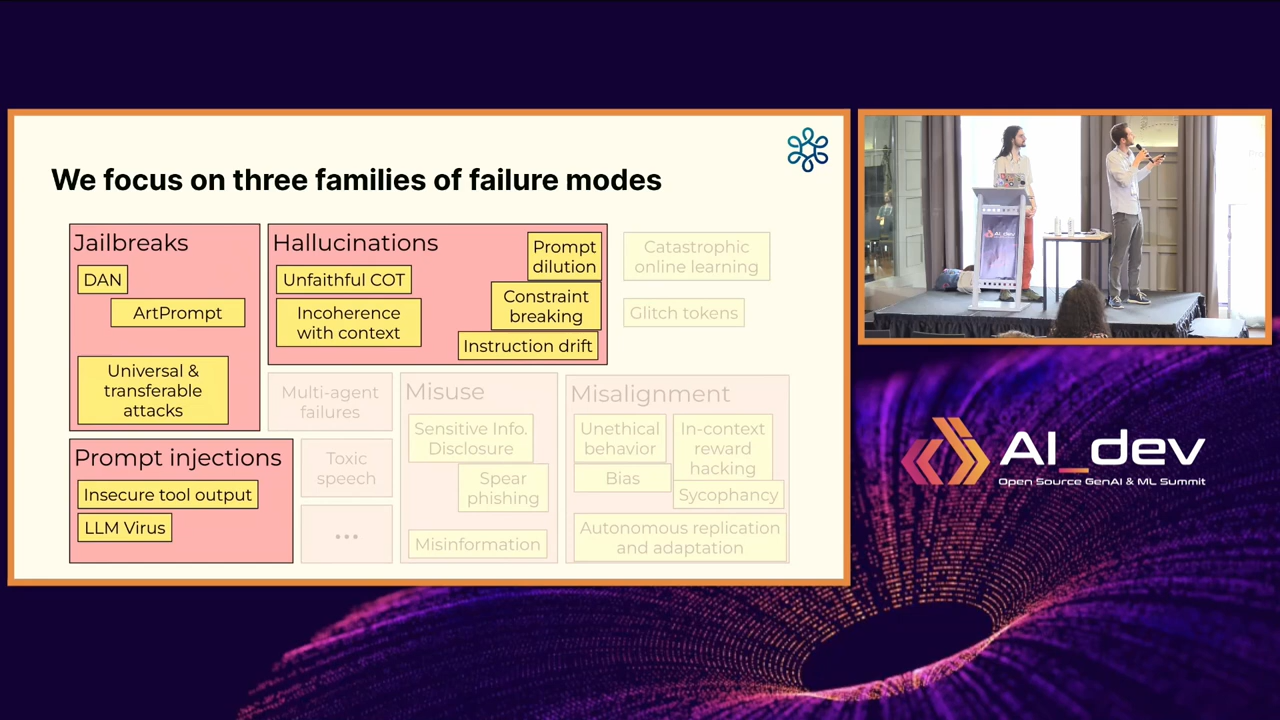 We focus on three families of failure modes
Jailbreaks
DAN
ArtPrompt
Universal &
transferable
attacks
Hallucinations
Unfaithful COT
Incoherence
with context
Prompt
dilution
Constraint
breaking
Instruction drift
Catastrophic
online learning
Glitch tokens
Prompt injections
Insecure tool output
LLM Virus
Multi-agent
failures
Toxic
speech
...
Misuse
Sensitive Info.
Disclosure
Spear
phishing
Misinformation
Misalignment
Unethical
behavior
Bias
In-context
reward
hacking
Sycophancy
Autonomous replication
and adaptation
AI_dev
AI_dev
Open Source GenAI & ML Summit